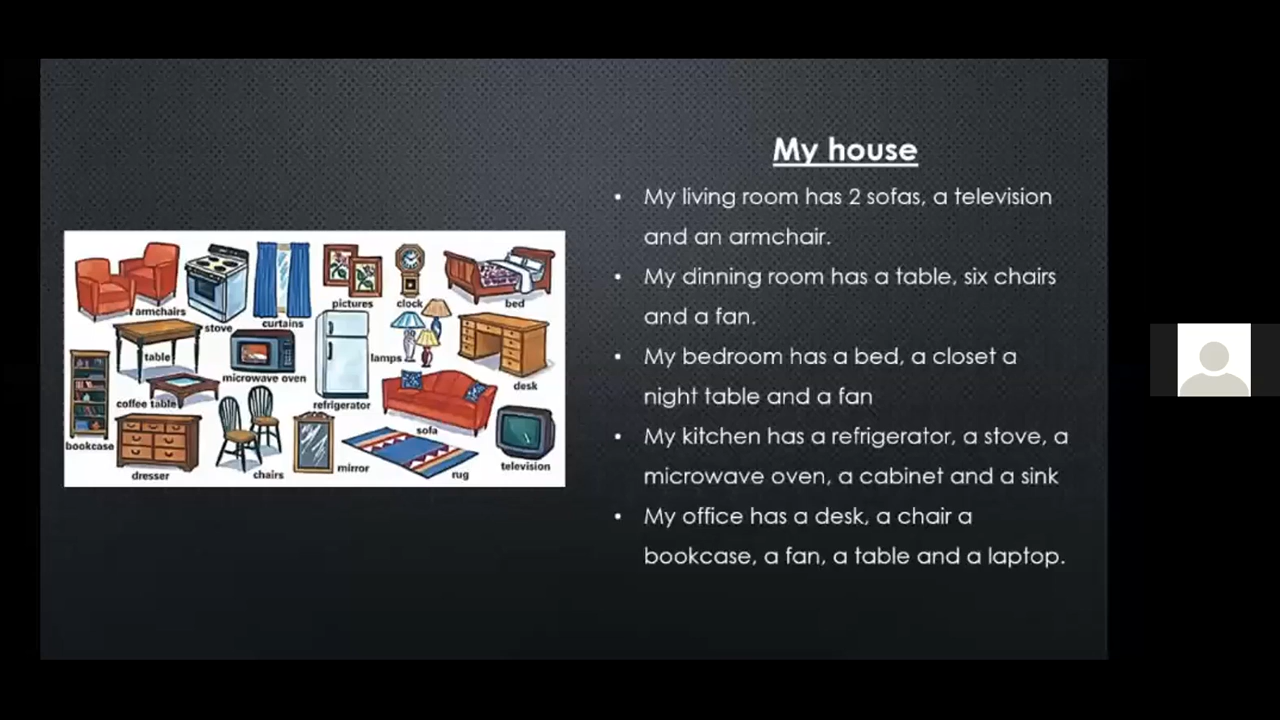 My house
• My living room has 2 sofas, a television
and an armchair.
• My dinning room has a table, six chairs
and a fan.
• My bedroom has a bed, a closet a
night table and a fan
• My kitchen has a refrigerator, a stove, a
microwave oven, a cabinet and a sink
• My office has a desk, a chair a
bookcase, a fan, a table and a laptop.
armchairs
stove
curtains
pictures
clock
bed
table
microwave oven
lamps
desk
coffee table
refrigerator
bookcase
sofa
dresser
chairs
mirror
rug
television